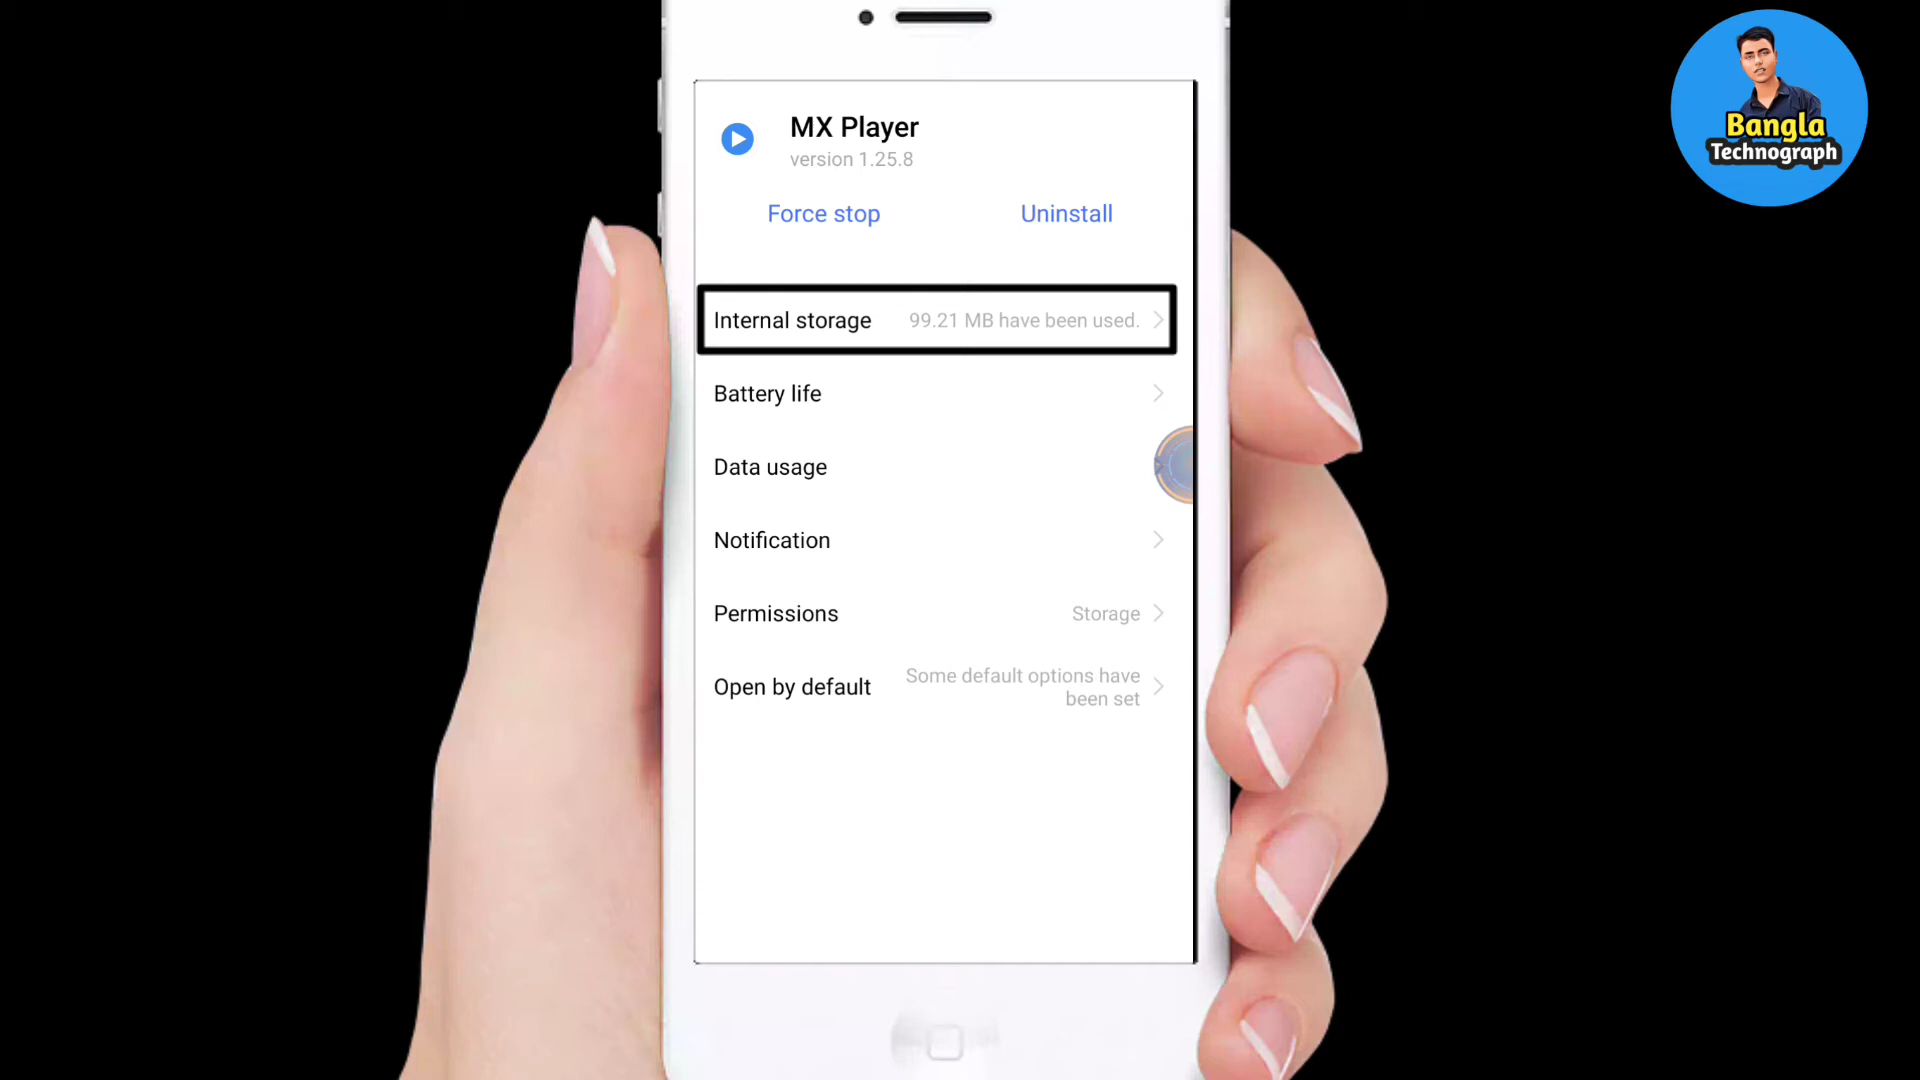 MX Player
version 1.25.8
Force stop Uninstall
Internal storage 99.21 MB have been used.
Battery life
Data usage
Notification
Permissions Storage
Open by default Some default options have
been set
Bangla
Technograph